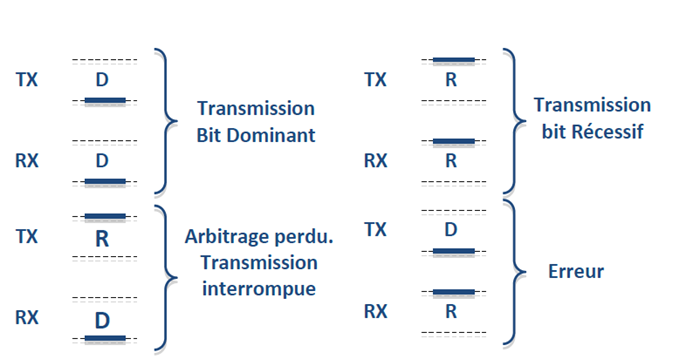 TX D
RX D
Transmission
Bit Dominant
TX R
RX R
Transmission
bit Récessif
TX R
RX D
Arbitrage perdu.
Transmission
interrompue
TX D
RX R
Erreur